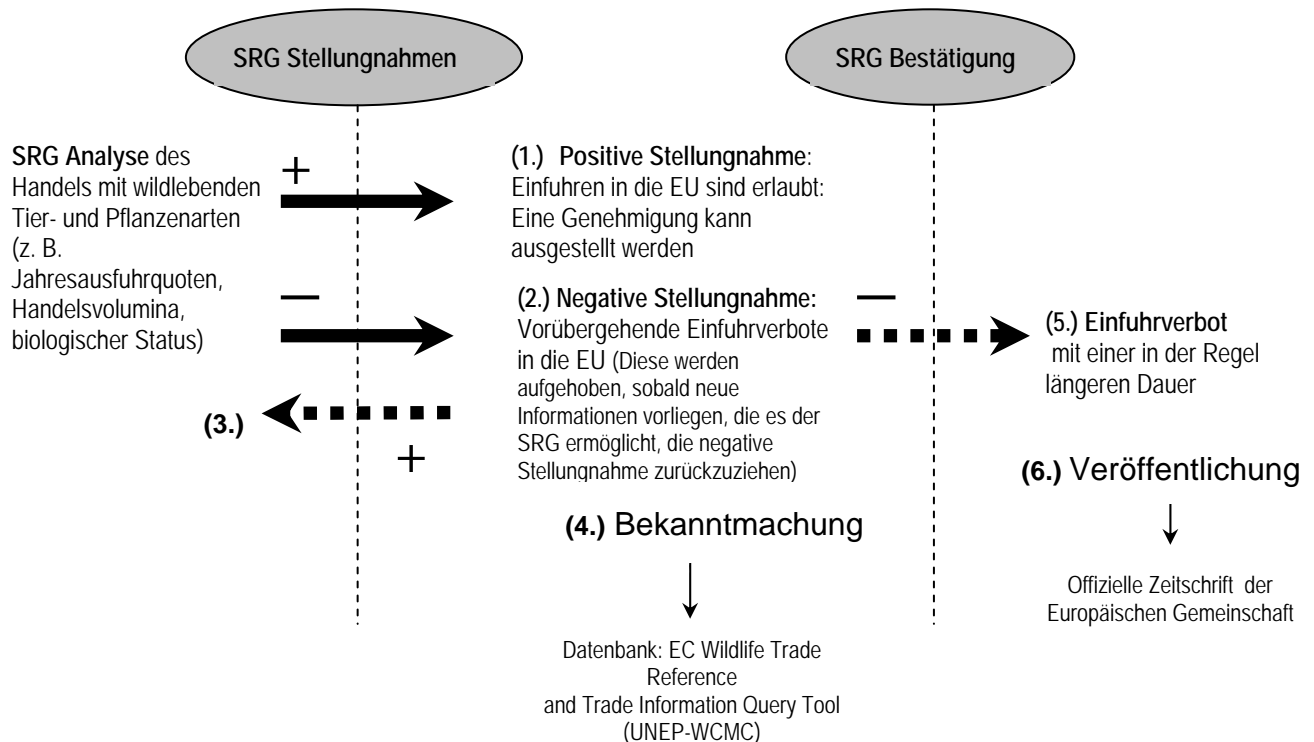 SRG Stellungnahmen
SRG Bestätigung
SRG Analyse des
Handels mit wildlebenden
Tier- und Pflanzenarten
(z. B.
Jahresausfuhrquoten,
Handelsvolumina,
biologischer Status)
+
(1.) Positive Stellungnahme:
Einfuhren in die EU sind erlaubt:
Eine Genehmigung kann
ausgestellt werden
—
(2.) Negative Stellungnahme:
Vorübergehende Einfuhrverbote
in die EU (Diese werden
aufgehoben, sobald neue
Informationen vorliegen, die es der
SRG ermöglicht, die negative
Stellungnahme zurückzuziehen)
(3.)
+
—
(5.) Einfuhrverbot
mit einer in der Regel
längeren Dauer
(4.) Bekanntmachung
Datenbank: EC Wildlife Trade
Reference
and Trade Information Query Tool
(UNEP-WCMC)
(6.) Veröffentlichung
Offizielle Zeitschrift der
Europäischen Gemeinschaft